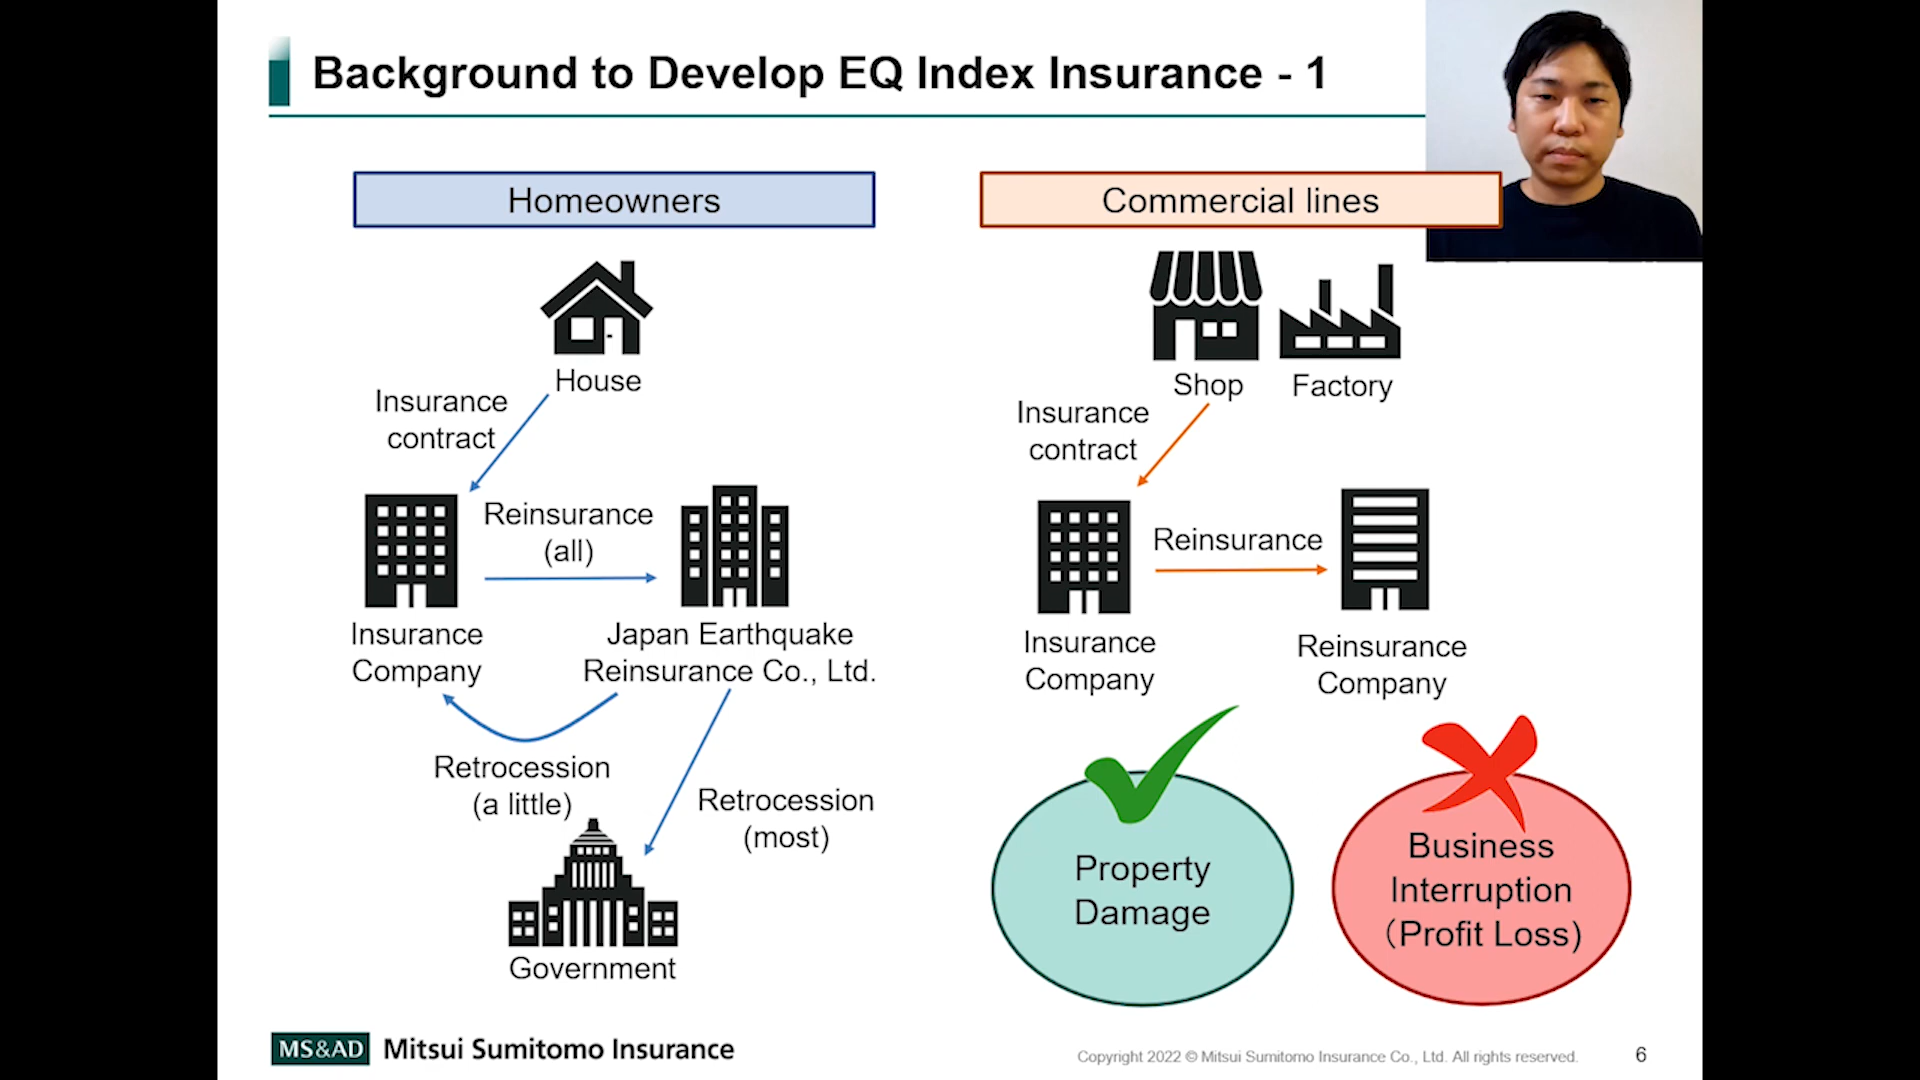 Background to Develop EQ Index Insurance - 1
Homeowners
House
Insurance
contract
Reinsurance
(all)
Insurance
Company
Japan Earthquake
Reinsurance Co., Ltd.
Retrocession
(a little)
Retrocession
(most)
Government
Commercial lines
Shop
Factory
Insurance
contract
Reinsurance
Insurance
Company
Reinsurance
Company
Property
Damage
Business
Interruption
（Profit Loss)
MS&AD Mitsui Sumitomo Insurance
Copyright 2022 © Mitsui Sumitomo Insurance Co., Ltd. All rights reserved.
6